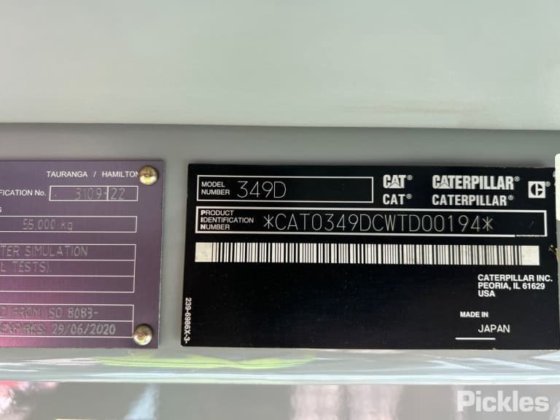 TAURANGA / HAMILTON
IFICATION No. 3109-22
55,000 kg
TER SIMULATION
L TESTS)
FROM ISO 8083-
29/06/2020
MODEL NUMBER 349D
CAT CATERPILLAR
CAT CATERPILLAR
PRODUCT IDENTIFICATION NUMBER *CAT0349DCWTD00194*
CATERPILLAR INC.
PEORIA, IL 61629
USA
MADE IN
JAPAN
239-6986X-3-
Pickles